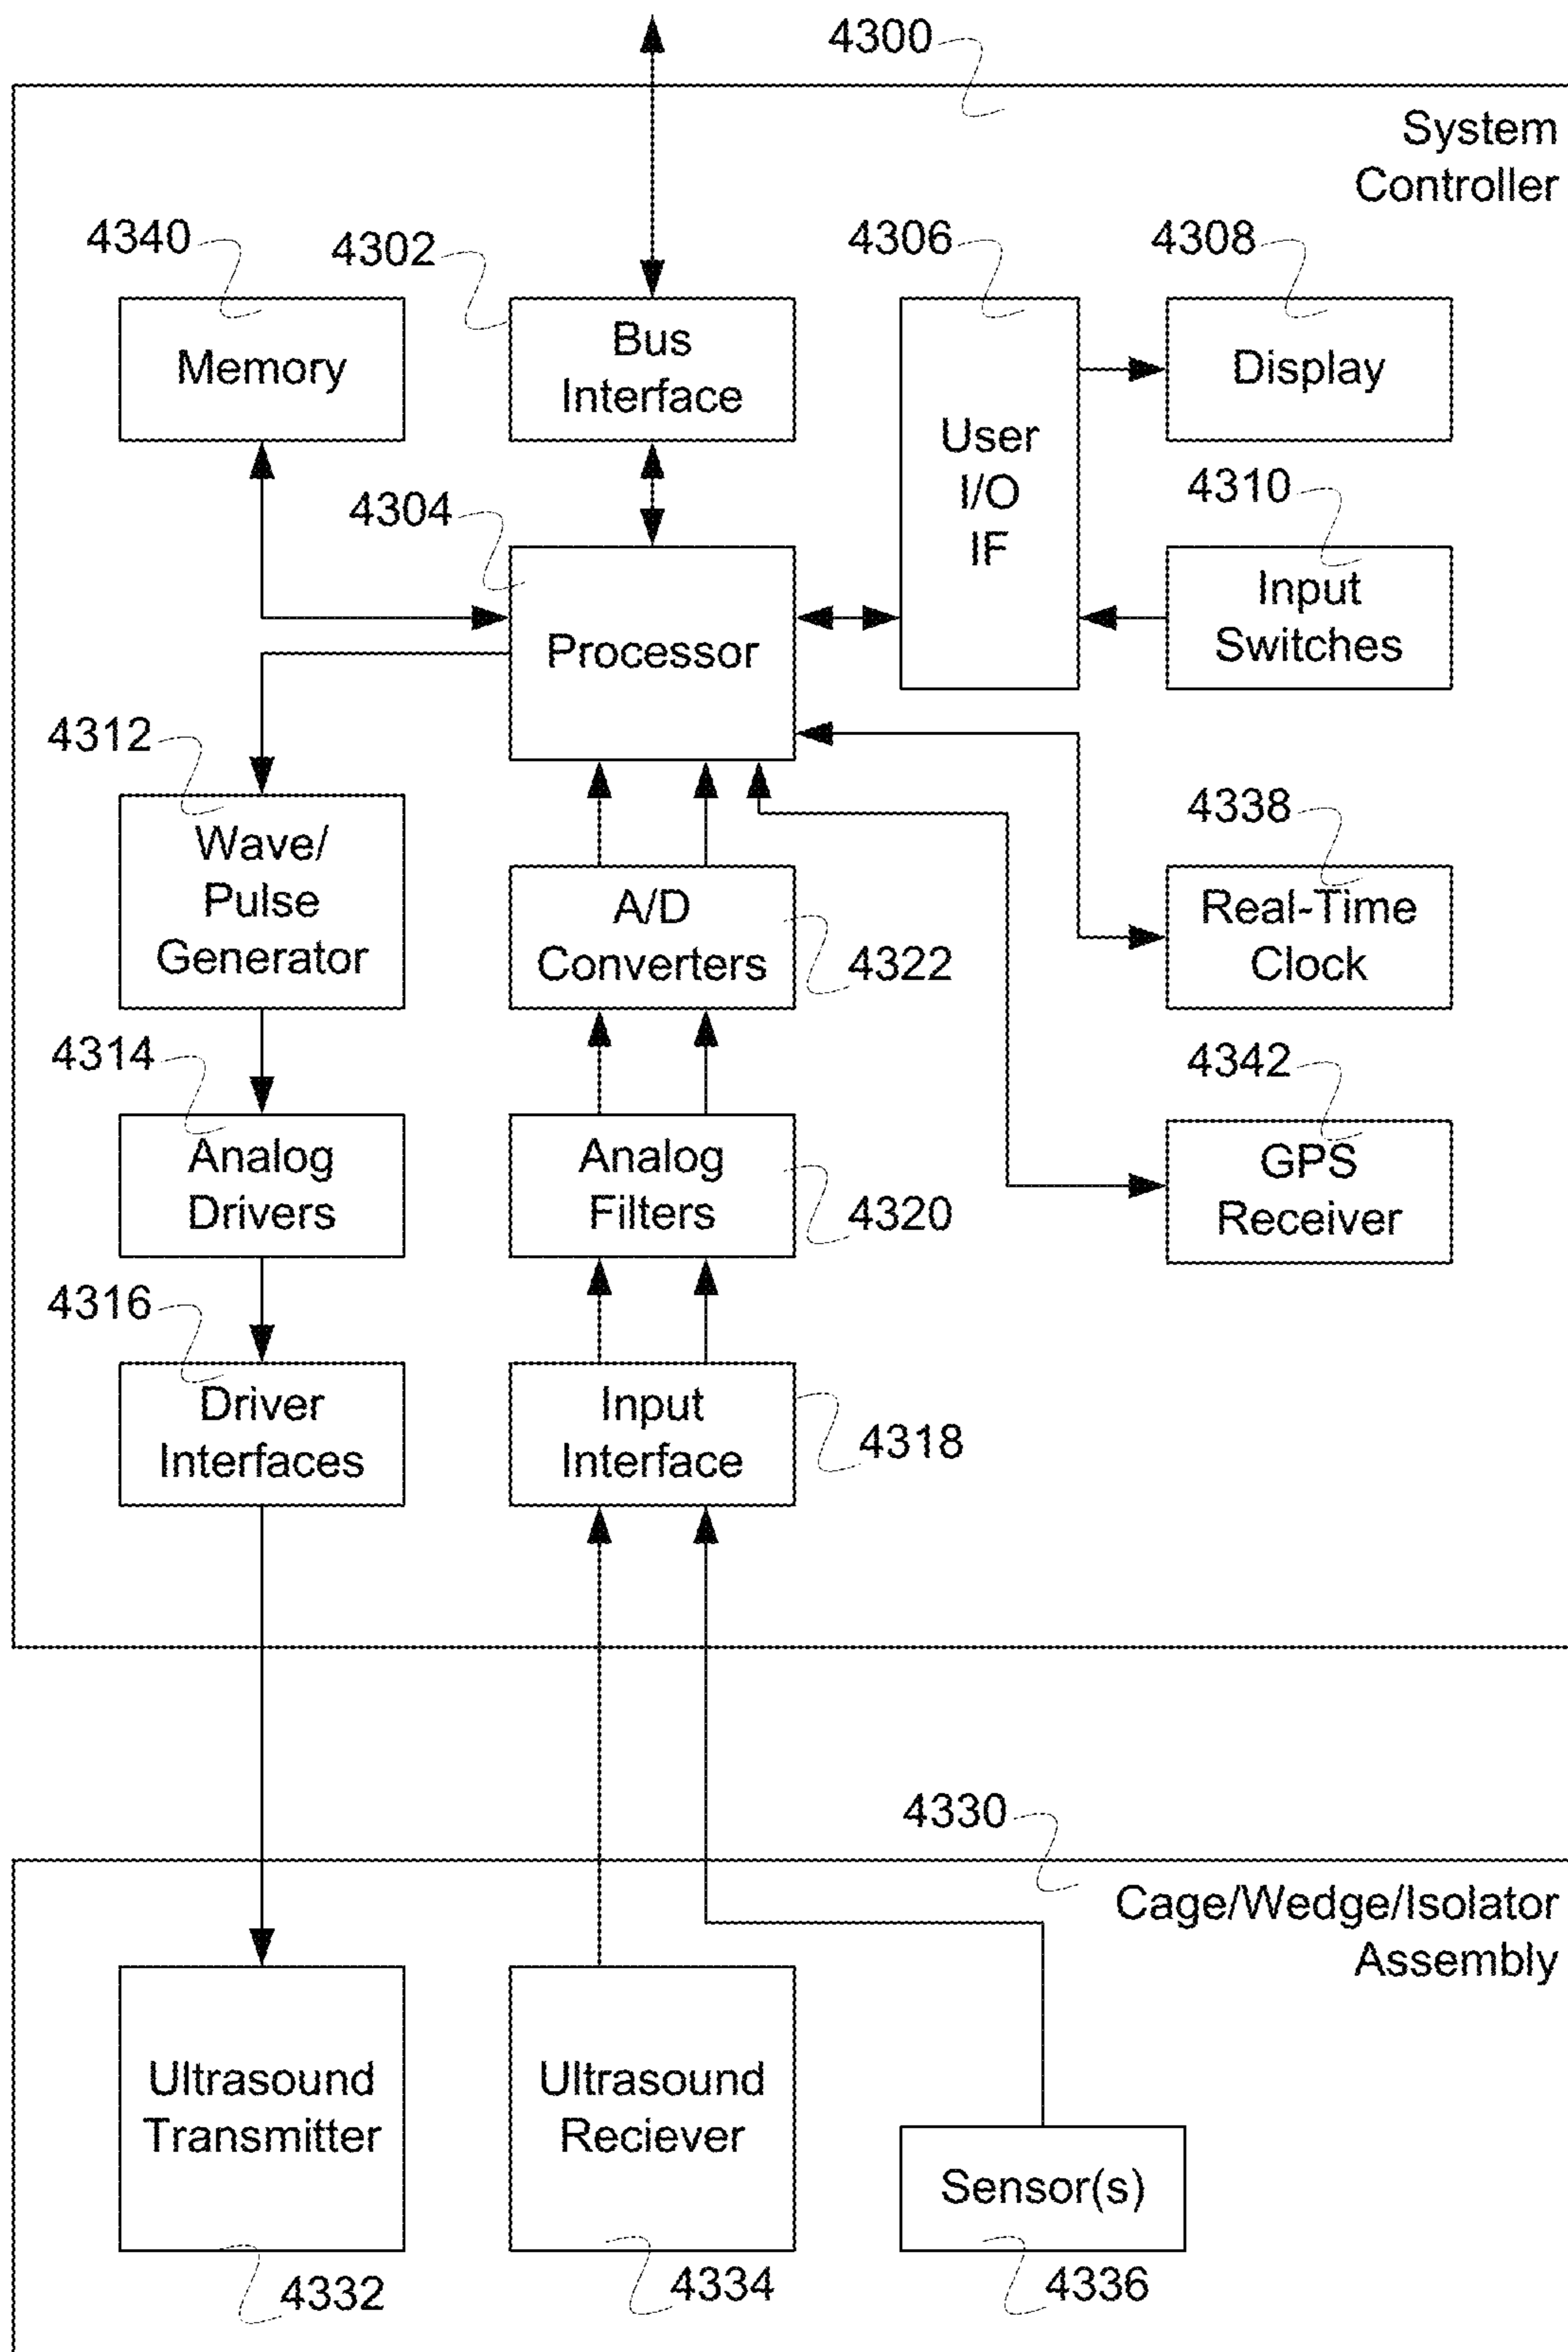 4300
System
Controller
4340
4302
4306
4308
Memory
Bus
Interface
User
I/O
IF
Display
4304
4310
Processor
Input
Switches
4312
4338
Wave/
Pulse
Generator
A/D
Converters
4322
Real-Time
Clock
4314
4342
Analog
Drivers
Analog
Filters
4320
GPS
Receiver
4316
Driver
Interfaces
Input
Interface
4318
4330
Cage/Wedge/Isolator
Assembly
Ultrasound
Transmitter
Ultrasound
Reciever
Sensor(s)
4332
4334
4336